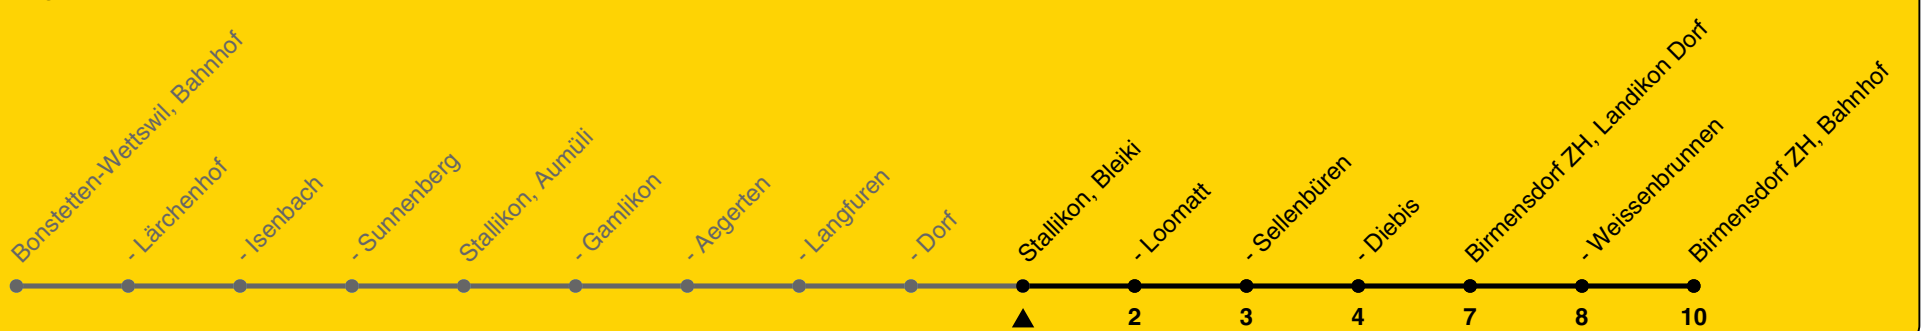 Bonstetten-Wettswil, Bahnhof
- Lärchenhof
- Isenbach
- Sunnenberg
Stallikon, Aumüli
- Gamlikon
- Aegerten
- Langfuren
- Dorf
Stallikon, Bleiki
- Loomatt
- Sellenbüren
- Diebis
Birmensdorf ZH, Landikon Dorf
- Weissenbrunnen
Birmensdorf ZH, Bahnhof
2 3 4 7 8 10